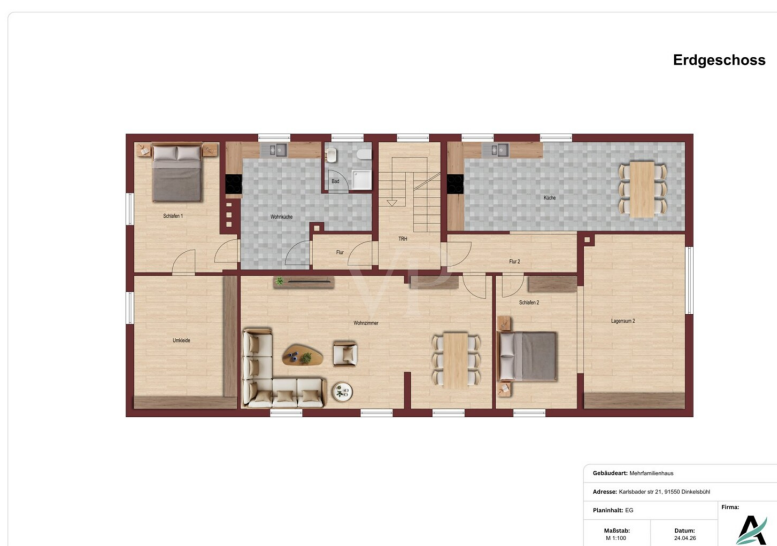 Erdgeschoss
Bad
Schlafen 1
Wohnküche
Küche
TRH
Flur
Flur 2
VP
Schlafen 2
Wohnzimmer
Lagerraum 2
Umkleide
Gebäudeart: Mehrfamilienhaus
Adresse: Karlsbader str 21, 91550 Dinkelsbühl
Planinhalt: EG
Firma:
Maßstab:
M 1:100
Datum:
24.04.26